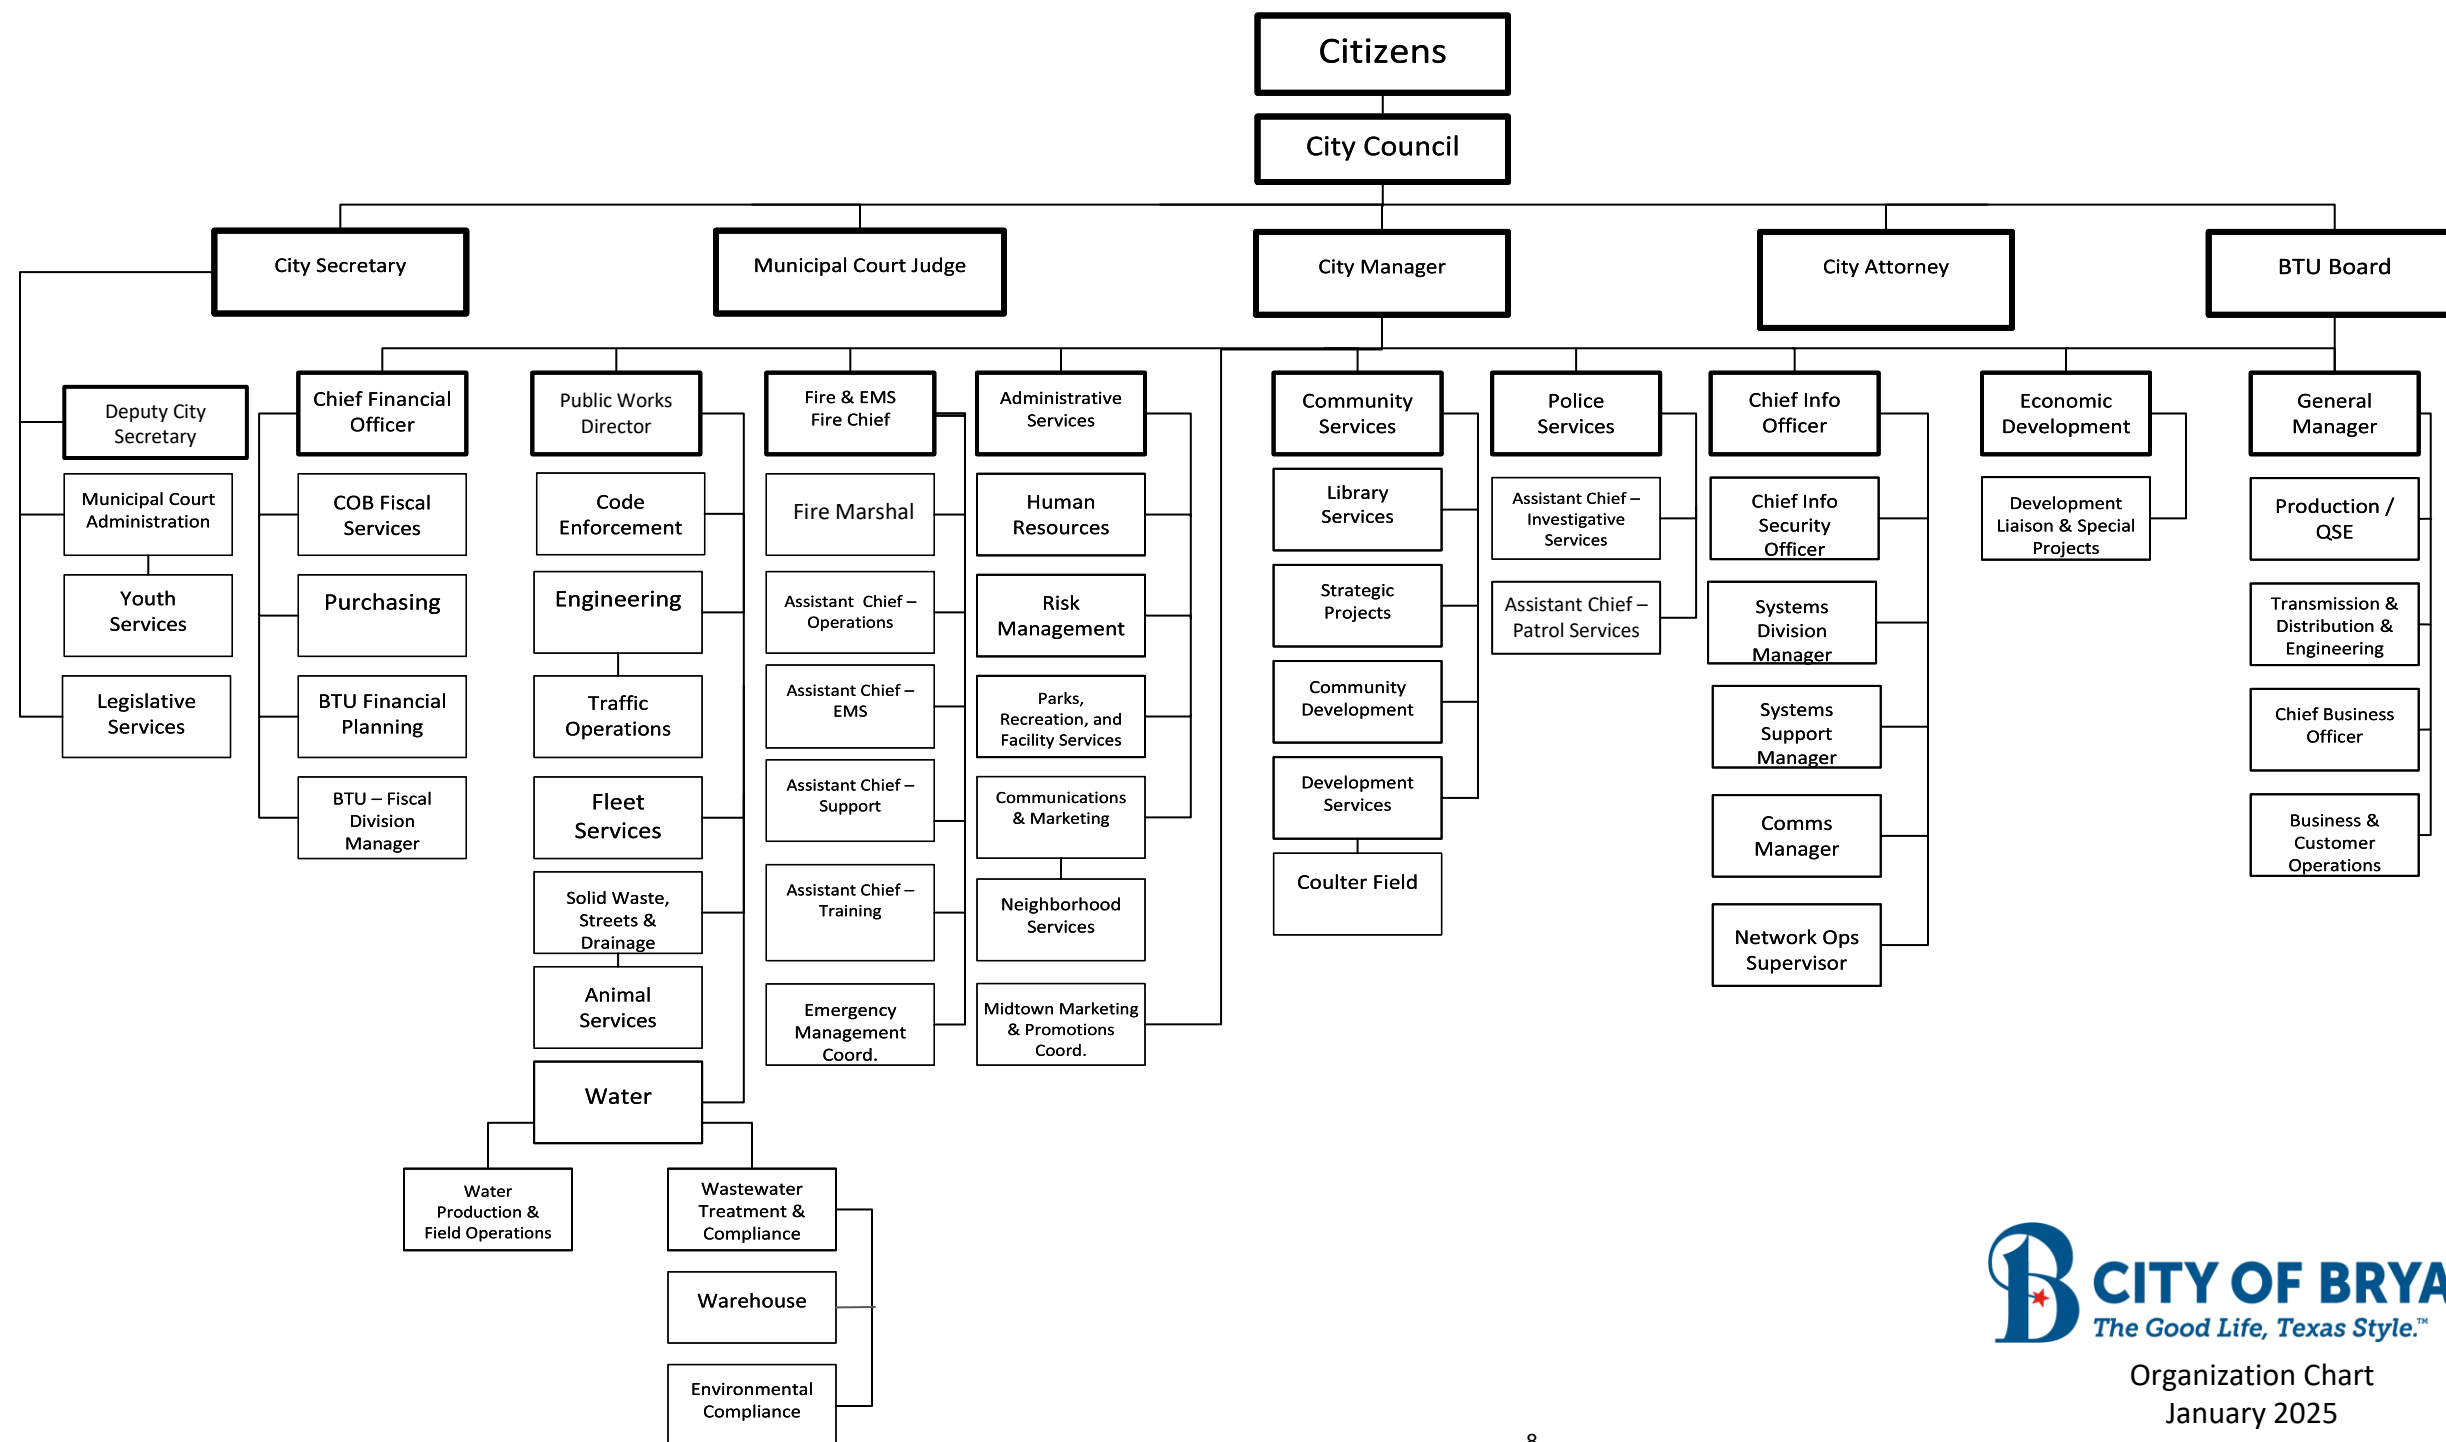 Citizens
City Council
City Secretary
Municipal Court Judge
City Manager
City Attorney
BTU Board
Deputy City
Secretary
Municipal Court
Administration
Youth
Services
Legislative
Services
Chief Financial
Officer
COB Fiscal
Services
Purchasing
BTU Financial
Planning
BTU – Fiscal
Division
Manager
Public Works
Director
Code
Enforcement
Engineering
Traffic
Operations
Fleet
Services
Solid Waste,
Streets &
Drainage
Animal
Services
Water
Water
Production &
Field Operations
Wastewater
Treatment &
Compliance
Warehouse
Environmental
Compliance
Fire & EMS
Fire Chief
Fire Marshal
Assistant Chief –
Operations
Assistant Chief –
EMS
Assistant Chief –
Support
Assistant Chief –
Training
Emergency
Management
Coord.
Administrative
Services
Human
Resources
Risk
Management
Parks,
Recreation, and
Facility Services
Communications
& Marketing
Neighborhood
Services
Midtown Marketing
& Promotions
Coord.
Community
Services
Library
Services
Strategic
Projects
Community
Development
Development
Services
Coulter Field
Police
Services
Assistant Chief –
Investigative
Services
Assistant Chief –
Patrol Services
Chief Info
Officer
Chief Info
Security
Officer
Systems
Division
Manager
Systems
Support
Manager
Comms
Manager
Network Ops
Supervisor
Economic
Development
Development
Liaison & Special
Projects
General
Manager
Production /
QSE
Transmission &
Distribution &
Engineering
Chief Business
Officer
Business &
Customer
Operations
B
CITY OF BRYA
The Good Life, Texas Style.™
Organization Chart
January 2025
8